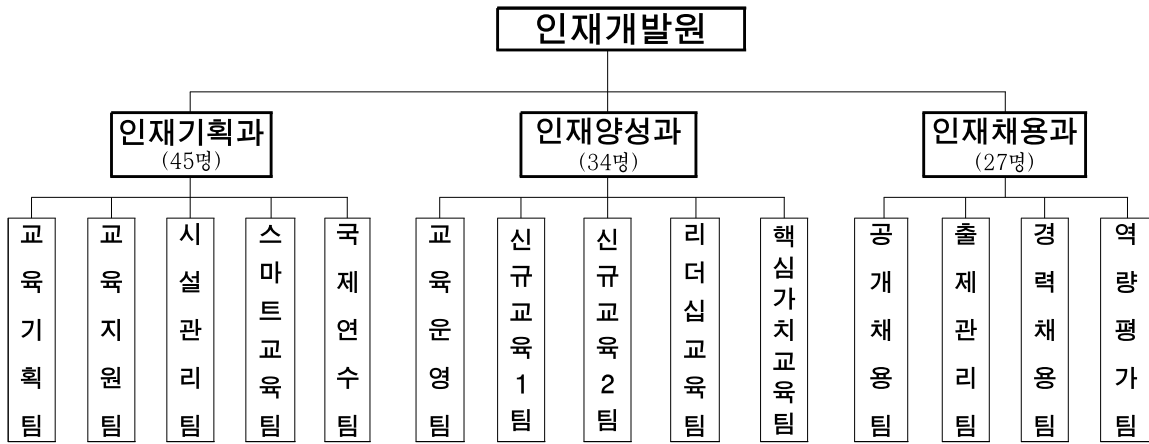 인재개발원
인재기획과
(45명)
인재양성과
(34명)
인재채용과
(27명)
교육기획팀
교육지원팀
시설관리팀
스마트교육팀
국제연수팀
교육운영팀
신규교육1팀
신규교육2팀
리더십교육팀
핵심가치교육팀
공개채용팀
출제관리팀
경력채용팀
역량평가팀